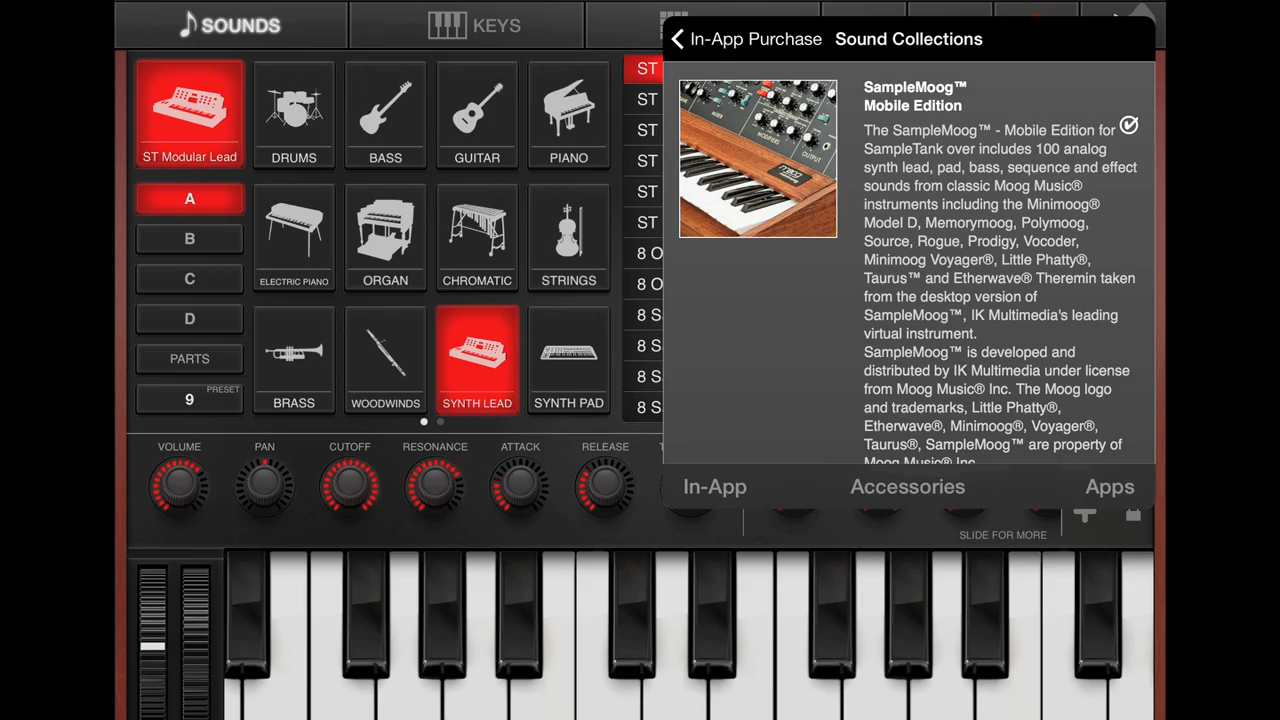 SOUNDS
KEYS
In-App Purchase
Sound Collections
ST Modular Lead
DRUMS
BASS
GUITAR
PIANO
A
B
C
D
PARTS
PRESET
9
ELECTRIC PIANO
ORGAN
CHROMATIC
STRINGS
BRASS
WOODWINDS
SYNTH LEAD
SYNTH PAD
ST
ST
ST
ST
ST
ST
8 O
8 O
8 S
8 S
8 S
8 S
SampleMoog™
Mobile Edition
The SampleMoog™ - Mobile Edition for
SampleTank over includes 100 analog
synth lead, pad, bass, sequence and effect
sounds from classic Moog Music®
instruments including the Minimoog®
Model D, Memorymoog, Polymoog,
Source, Rogue, Prodigy, Vocoder,
Minimoog Voyager®, Little Phatty®,
Taurus™ and Etherwave® Theremin taken
from the desktop version of
SampleMoog™, IK Multimedia's leading
virtual instrument.
SampleMoog™ is developed and
distributed by IK Multimedia under license
from Moog Music® Inc. The Moog logo
and trademarks, Little Phatty®,
Etherwave®, Minimoog®, Voyager®,
Taurus®, SampleMoog™ are property of
Moog Music® Inc.
MIXER
MODIFIERS
OUTPUT
In-App
Accessories
Apps
VOLUME
PAN
CUTOFF
RESONANCE
ATTACK
RELEASE
SLIDE FOR MORE